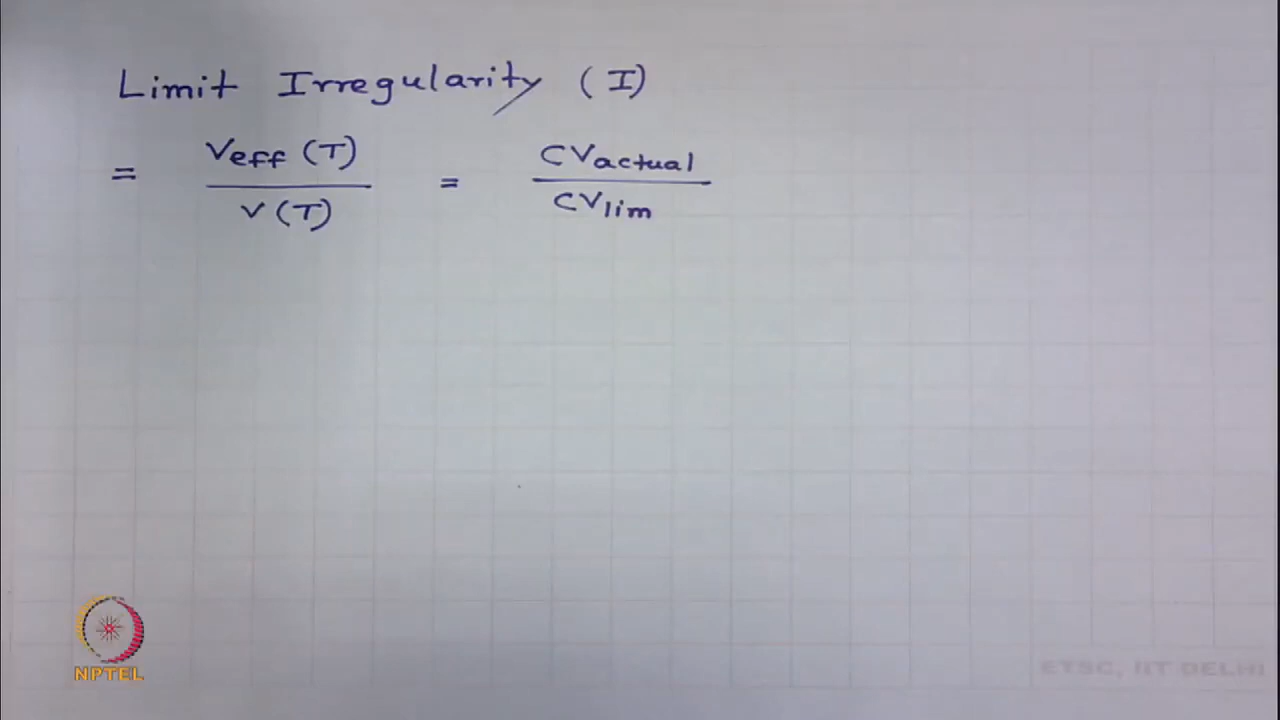 Limit Irregularity (I)
= Veff (T) / V (T) = CVactual / CVlim
NPTEL
ETSC, IIT DELHI